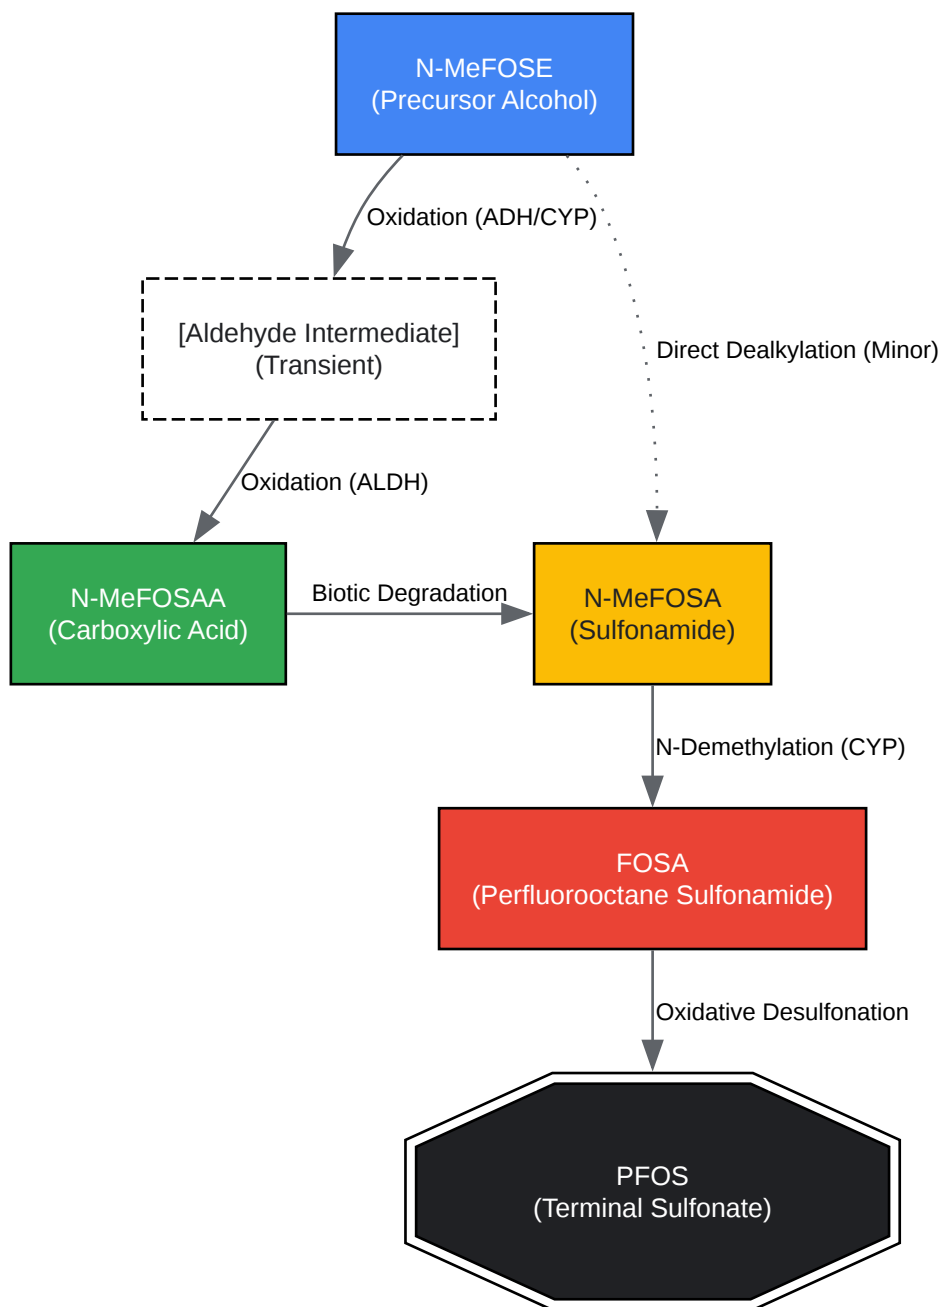 N-MeFOSE
(Precursor Alcohol)
Oxidation (ADH/CYP)
[Aldehyde Intermediate]
(Transient)
Direct Dealkylation (Minor)
Oxidation (ALDH)
N-MeFOSAA
(Carboxylic Acid)
Biotic Degradation
N-MeFOSA
(Sulfonamide)
N-Demethylation (CYP)
FOSA
(Perfluorooctane Sulfonamide)
Oxidative Desulfonation
PFOS
(Terminal Sulfonate)